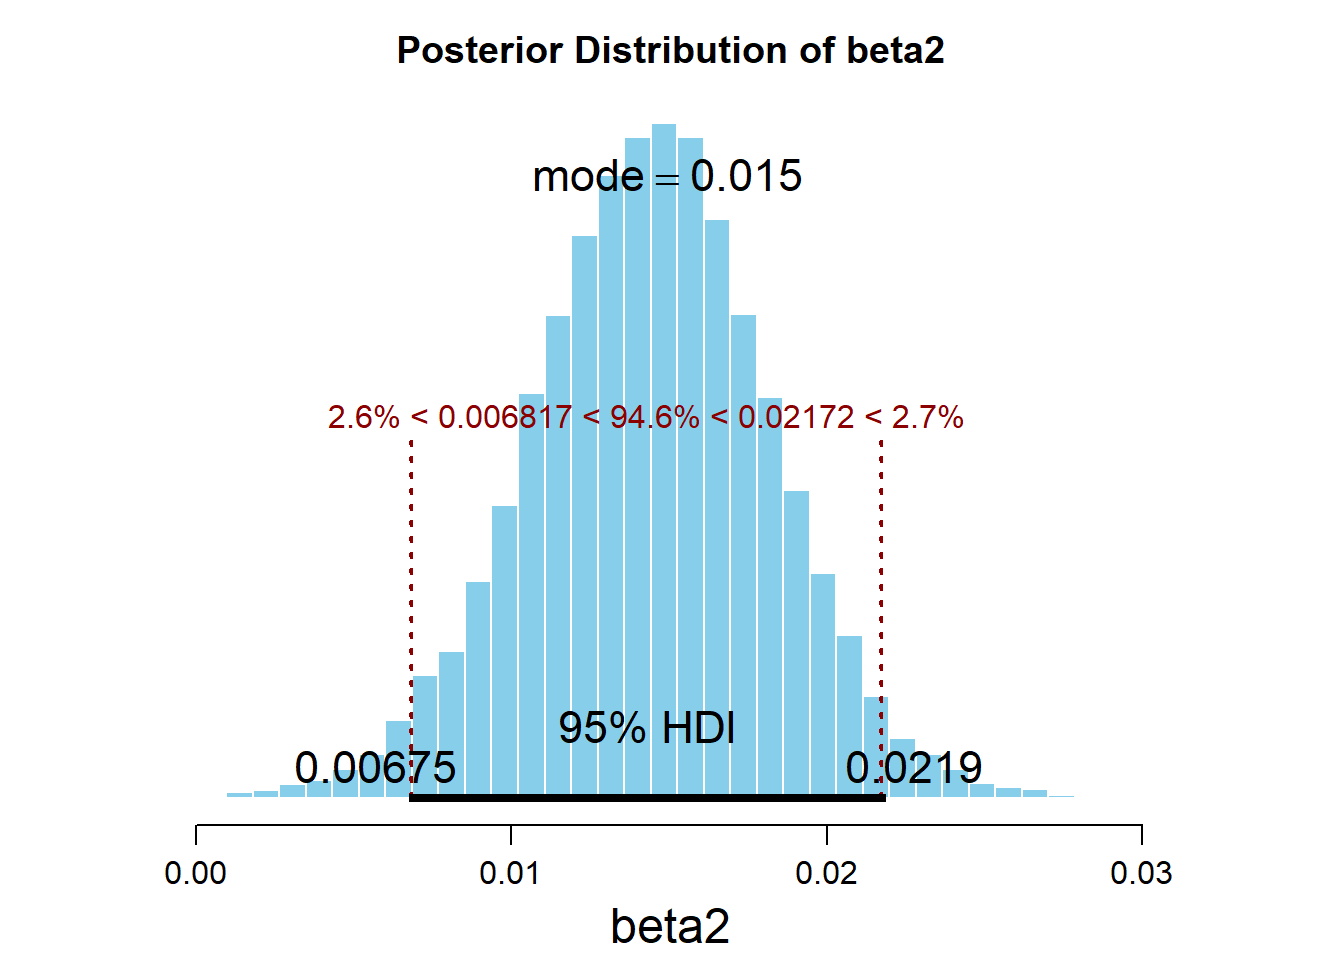 Posterior Distribution of beta2
mode = 0.015
2.6% < 0.006817 < 94.6% < 0.02172 < 2.7%
95% HDI
0.00675 0.0219
0.00 0.01 0.02 0.03
beta2